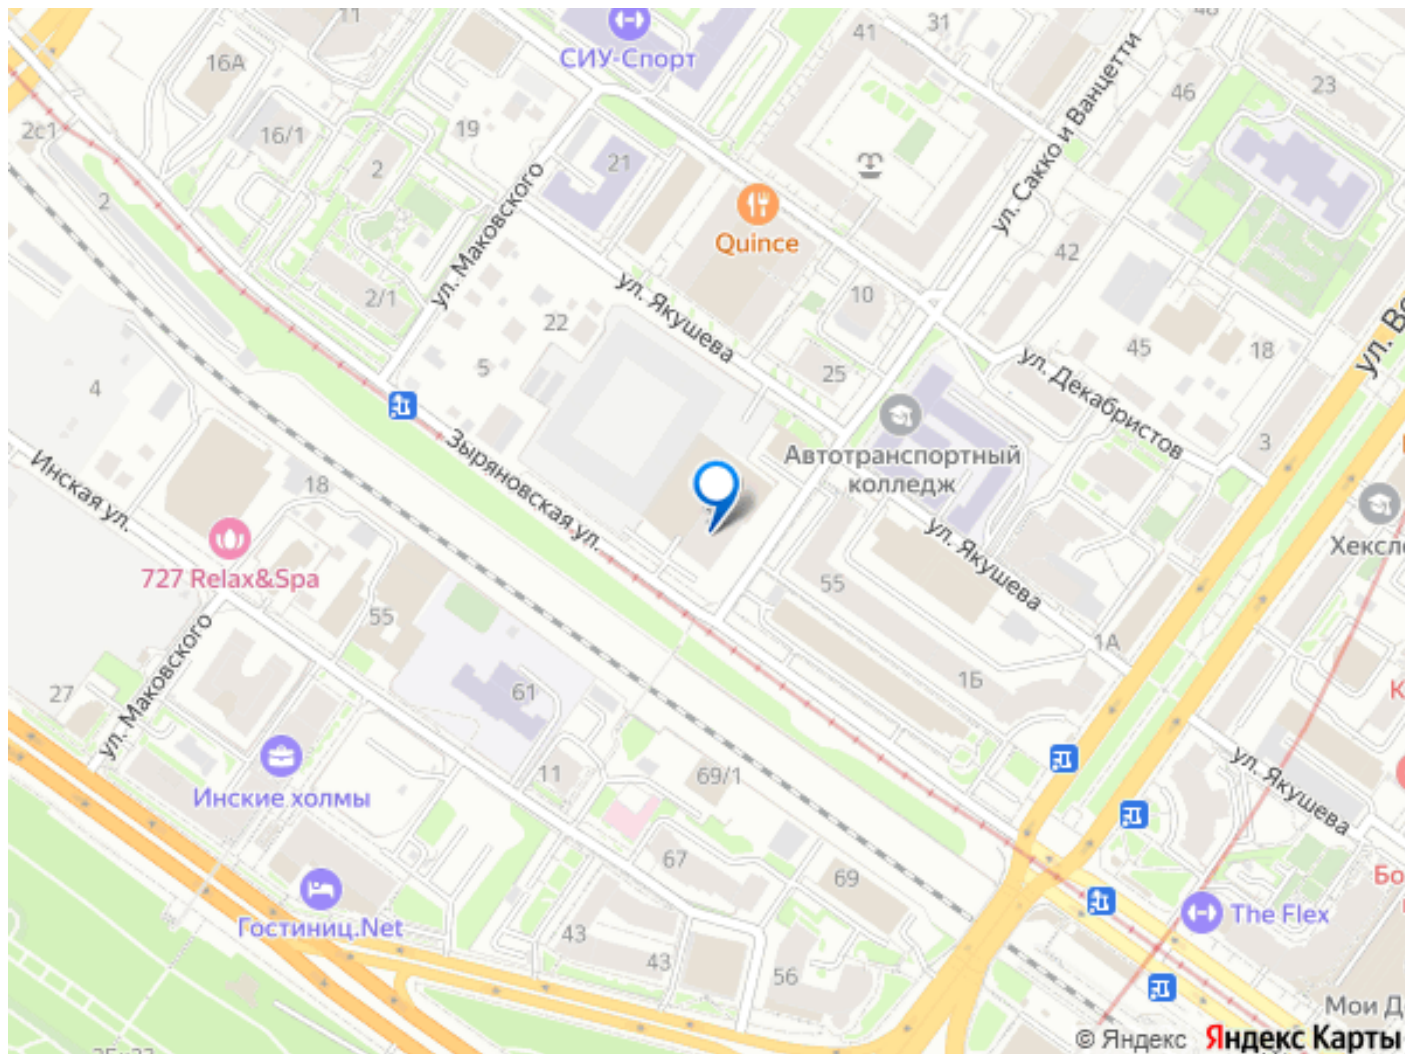 11
31
41
48
СИУ-Спорт
16А
23
46
2с1
16/1
19
21
2
ул. Сакко и Ванцетти
2
ул. Маковского
Quince
42
2/1
ул. Якушева
10
22
45
18
5
25
ул. Декабристов
4
3
Автотранспортный
колледж
Зыряновская ул.
Инская ул.
18
ул. Якушева
727 Relax&Spa
55
55
1А
ул. Маковского
61
1Б
27
11
69/1
ул. Якушева
Инские холмы
67
69
Гостиниц.Net
The Flex
43
43
56
© Яндекс
Яндекс Карты